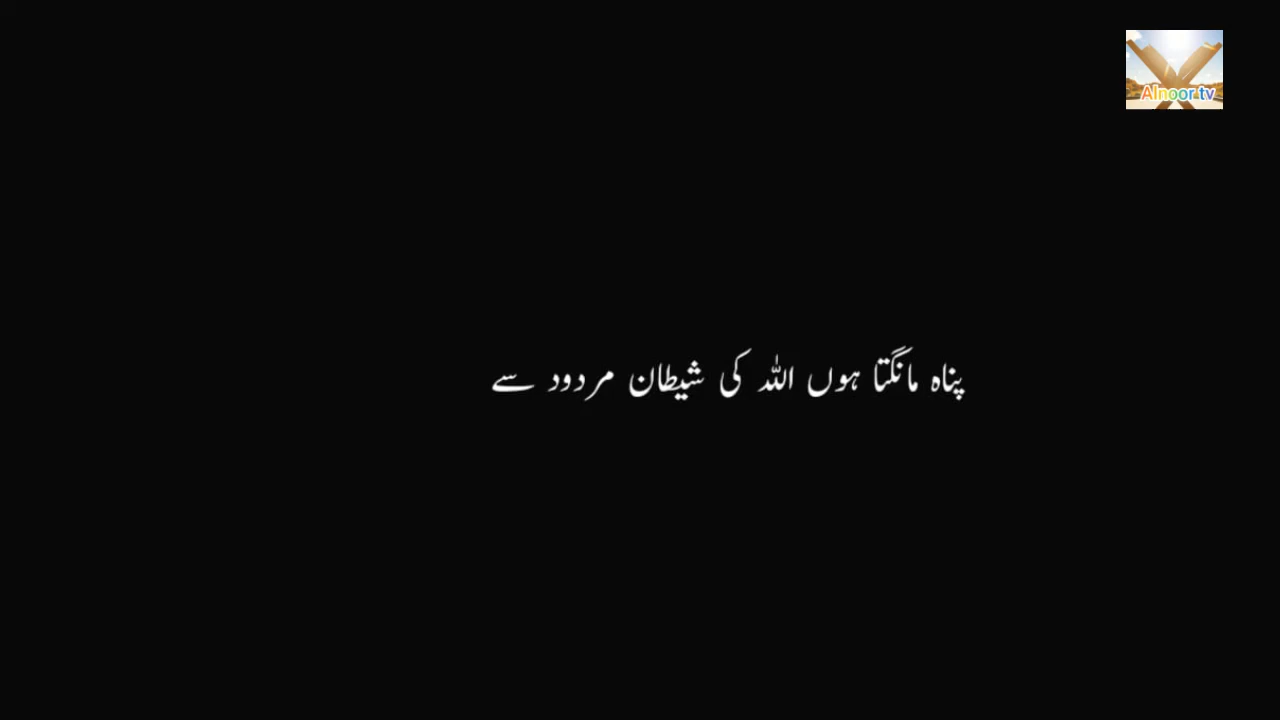 Alnoor tv
پناہ مانگتا ہوں اللہ کی شیطان مردود سے